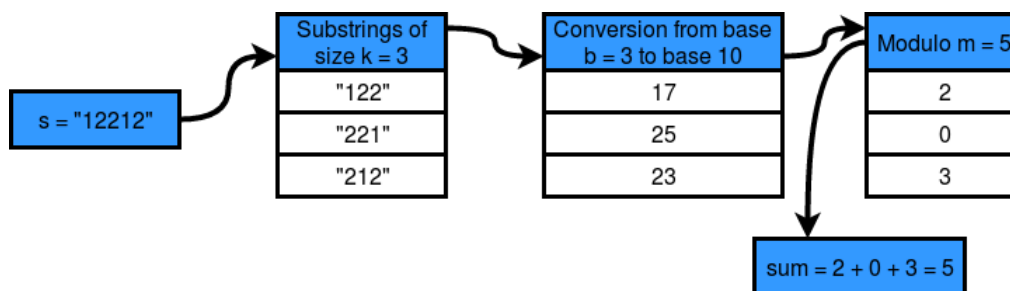 s = "12212"
Substrings of
size k = 3
"122"
"221"
"212"
Conversion from base
b = 3 to base 10
17
25
23
Modulo m = 5
2
0
3
sum = 2 + 0 + 3 = 5